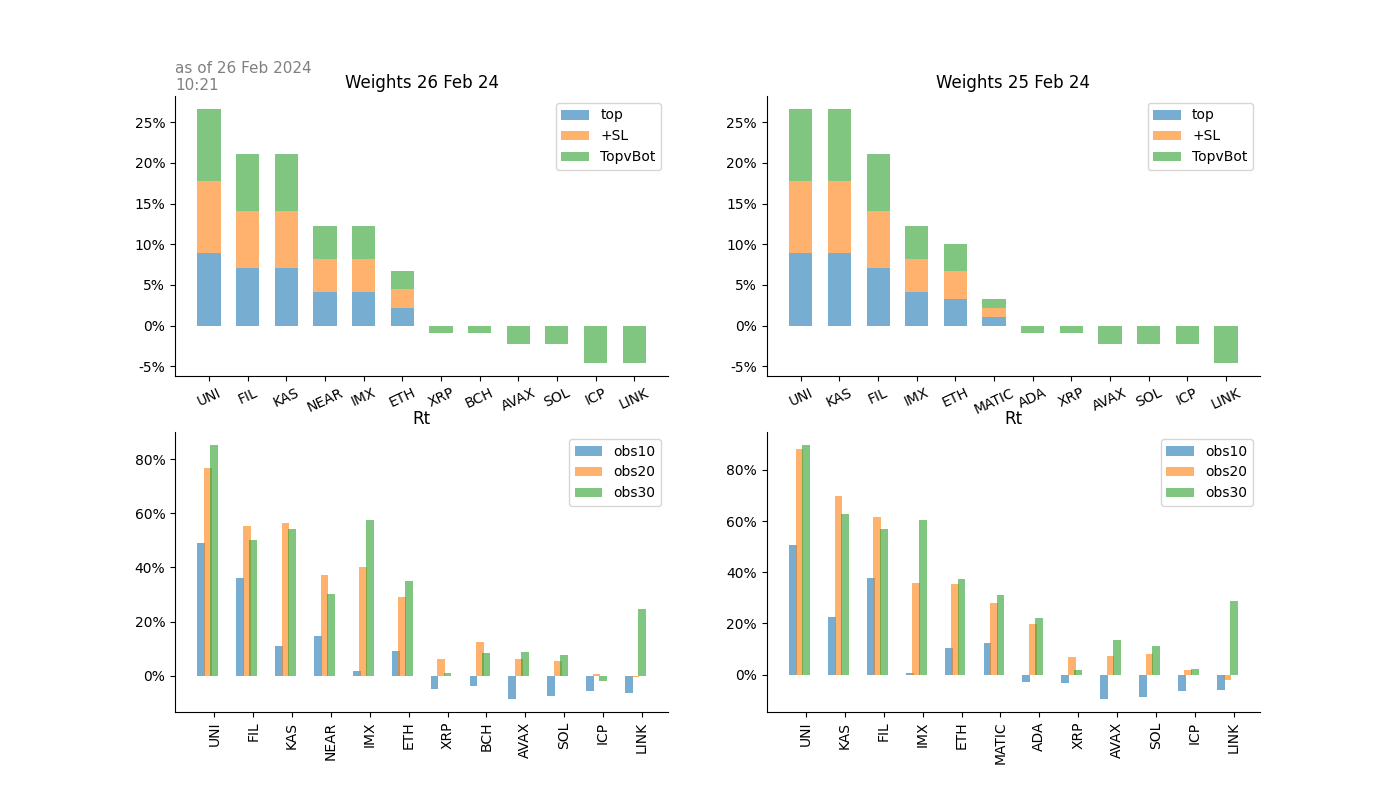 as of 26 Feb 2024
10:21
Weights 26 Feb 24
25%
20%
15%
10%
5%
0%
-5%
top
+SL
TopvBot
UNI FIL KAS NEAR IMX ETH XRP BCH AVAX SOL ICP LINK
Weights 25 Feb 24
25%
20%
15%
10%
5%
0%
-5%
top
+SL
TopvBot
UNI KAS FIL IMX ETH MATIC ADA XRP AVAX SOL ICP LINK
Rt
80%
60%
40%
20%
0%
obs10
obs20
obs30
UNI FIL KAS NEAR IMX ETH XRP BCH AVAX SOL ICP LINK
Rt
80%
60%
40%
20%
0%
obs10
obs20
obs30
UNI KAS FIL IMX ETH MATIC ADA XRP AVAX SOL ICP LINK